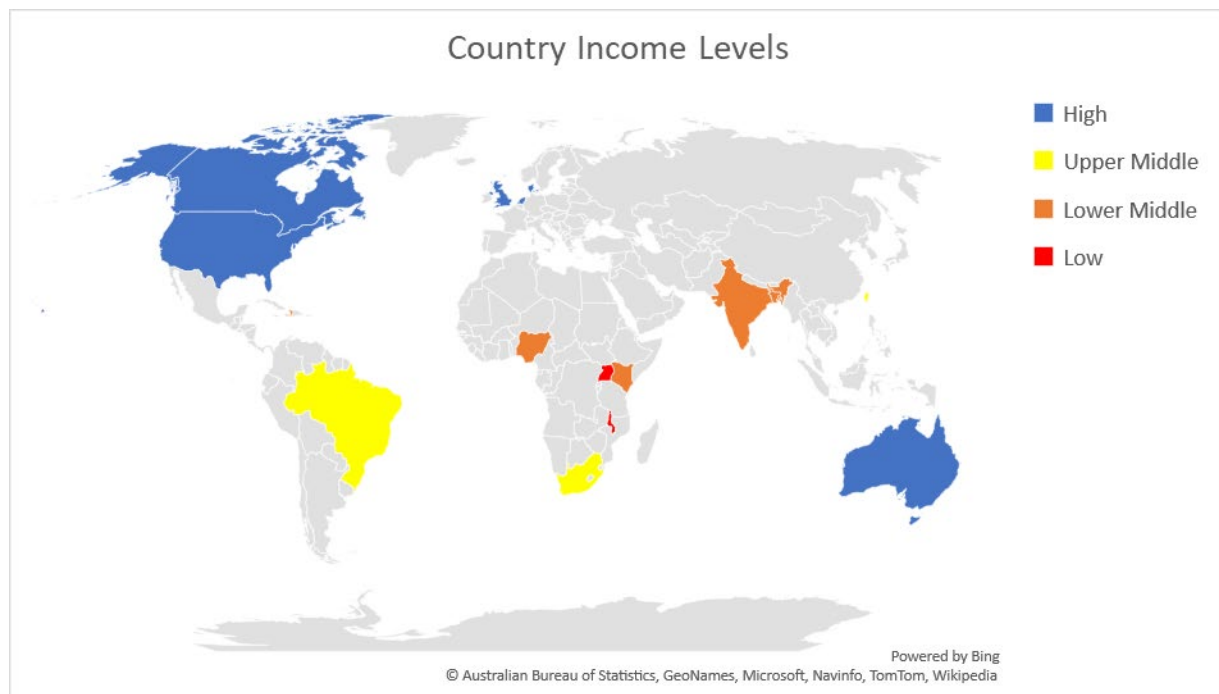 Country Income Levels
High
Upper Middle
Lower Middle
Low
Powered by Bing
© Australian Bureau of Statistics, GeoNames, Microsoft, Navinfo, TomTom, Wikipedia